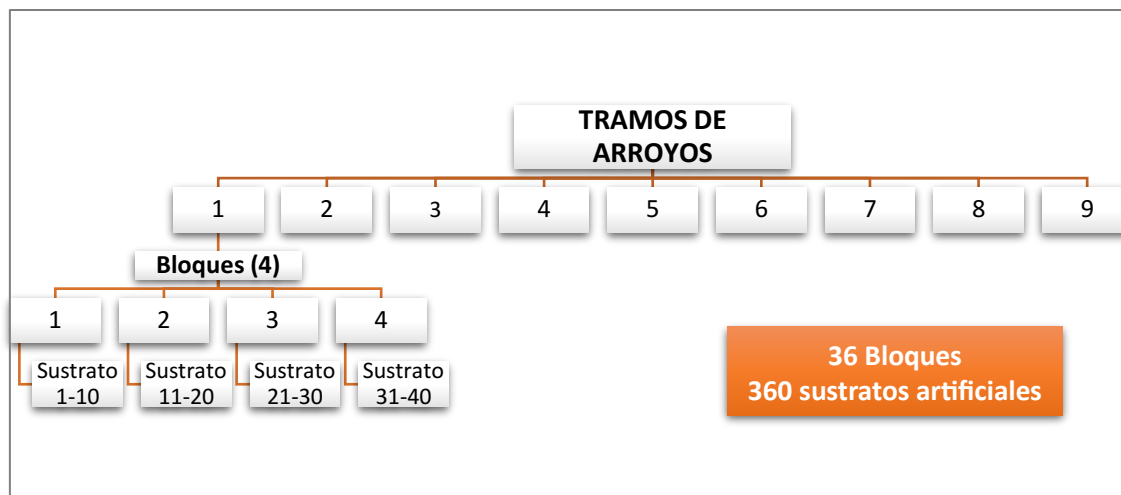 TRAMOS DE
ARROYOS
1
2
3
4
5
6
7
8
9
Bloques (4)
1
2
3
4
Sustrato
1-10
Sustrato
11-20
Sustrato
21-30
Sustrato
31-40
36 Bloques
360 sustratos artificiales